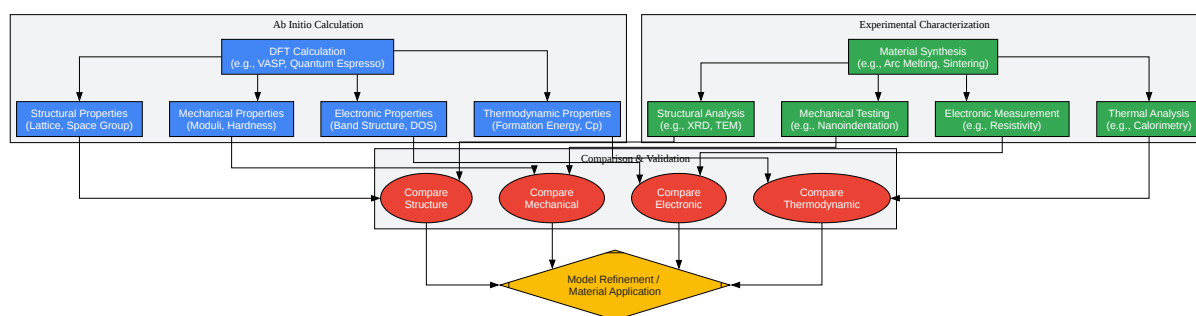 Ab Initio Calculation
DFT Calculation
(e.g., VASP, Quantum Espresso)
Structural Properties
(Lattice, Space Group)
Mechanical Properties
(Moduli, Hardness)
Electronic Properties
(Band Structure, DOS)
Thermodynamic Properties
(Formation Energy, Cp)
Experimental Characterization
Material Synthesis
(e.g., Arc Melting, Sintering)
Structural Analysis
(e.g., XRD, TEM)
Mechanical Testing
(e.g., Nanoindentation)
Electronic Measurement
(e.g., Resistivity)
Thermal Analysis
(e.g., Calorimetry)
Comparison & Validation
Compare
Structure
Compare
Mechanical
Compare
Electronic
Compare
Thermodynamic
Model Refinement /
Material Application